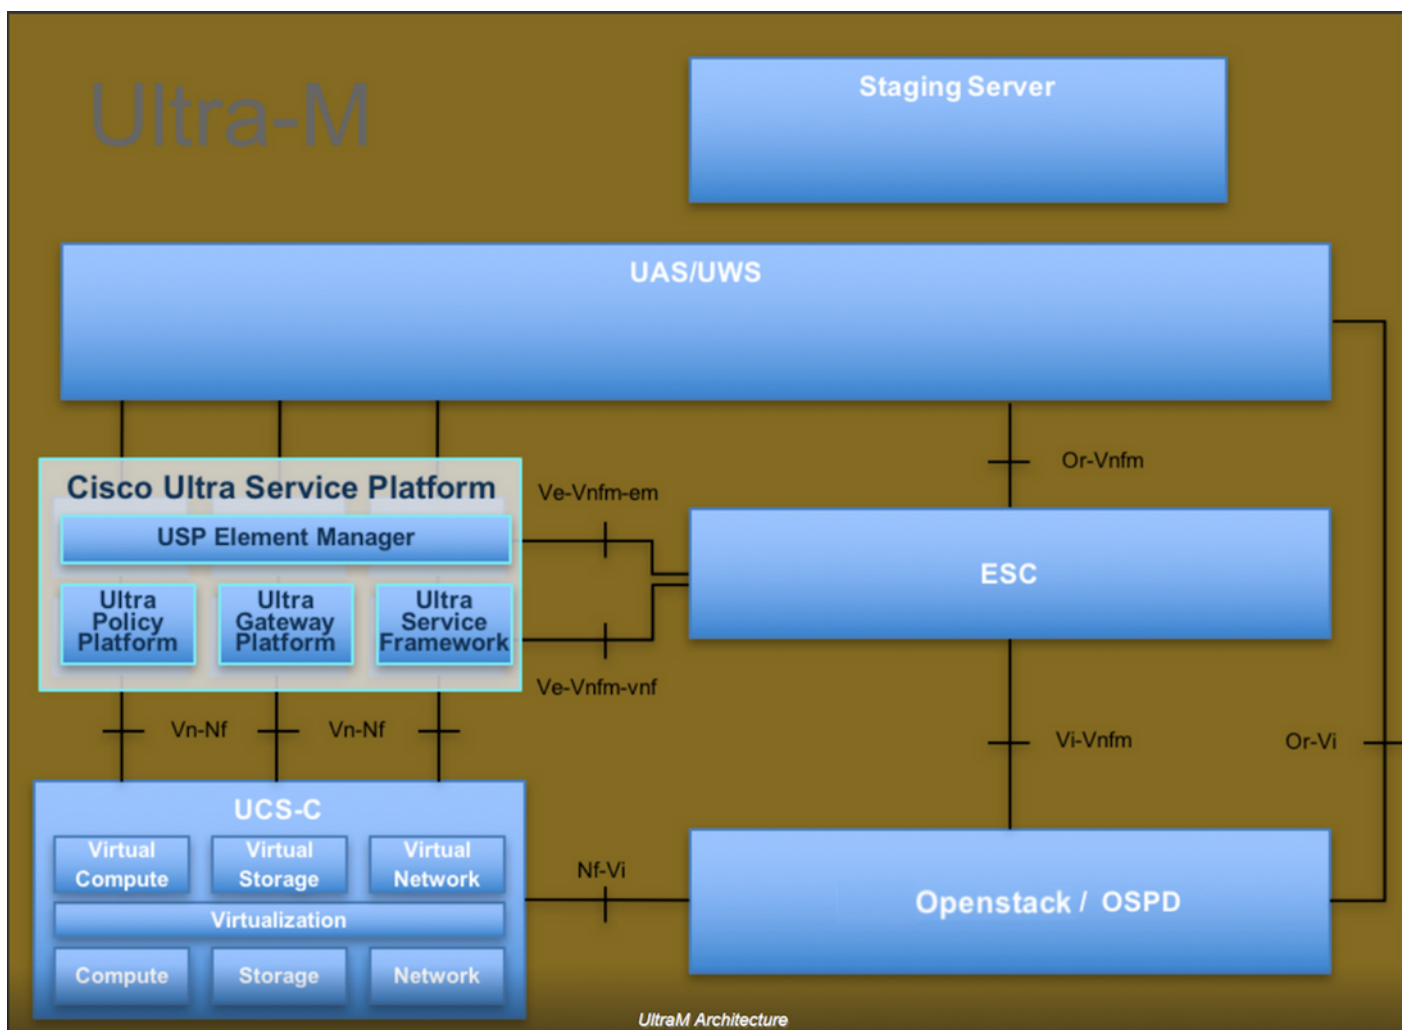 Ultra-M
Staging Server
UAS/UWS
Or-Vnfm
Cisco Ultra Service Platform
USP Element Manager
Ultra
Policy
Platform
Ultra
Gateway
Platform
Ultra
Service
Framework
Ve-Vnfm-em
Ve-Vnfm-vnf
ESC
Vn-Nf
Vn-Nf
Vi-Vnfm
Or-Vi
UCS-C
Virtual
Compute
Virtual
Storage
Virtual
Network
Virtualization
Compute
Storage
Network
Nf-Vi
Openstack / OSPD
UltraM Architecture